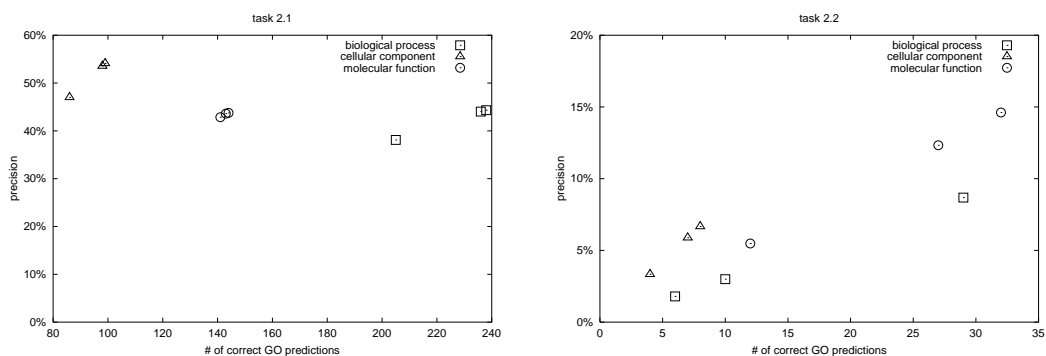 task 2.1
60%
50%
40%
30%
20%
10%
0%
precision
80
100
120
140
160
180
200
220
240
# of correct GO predictions
biological process
cellular component
molecular function
task 2.2
20%
15%
10%
5%
0%
precision
0
5
10
15
20
25
30
35
# of correct GO predictions
biological process
cellular component
molecular function